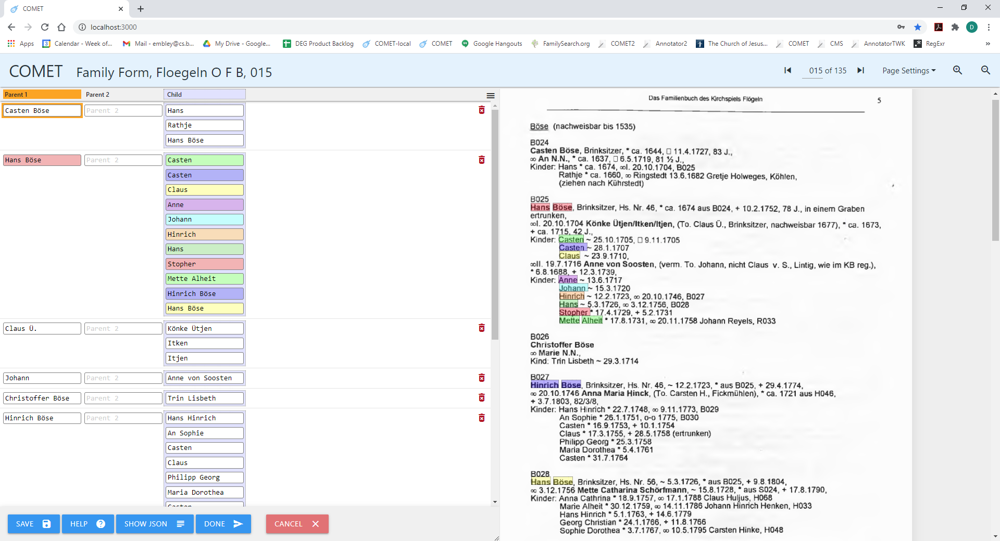 COMET
localhost:3000
D
Apps
Calendar - Week of...
Mail - embley@cs.b...
My Drive - Google...
DEG Product Backlog
COMET-local
COMET
Google Hangouts
FamilySearch.org
COMET2
Annotator2
The Church of Jesus...
COMET
CMS
AnnotatorTWK
RegExr
»
COMET Family Form, Floegeln O F B, 015
015 of 135
Page Settings
Parent 1 Parent 2 Child
Casten Böse Parent 2 Hans
Rathje
Hans Böse
Hans Böse Parent 2 Casten
Casten
Claus
Anne
Johann
Hinrich
Hans
Stopher
Mette Alheit
Hinrich Böse
Hans Böse
Claus Ü. Parent 2 Könke Ütjen
Itken
Itjen
Johann Parent 2 Anne von Soosten
Christoffer Böse Parent 2 Trin Lisbeth
Hinrich Böse Parent 2 Hans Hinrich
An Sophie
Casten
Claus
Philipp Georg
Maria Dorothea
Casten
SAVE
HELP
SHOW JSON
DONE
CANCEL
Das Familienbuch des Kirchspiels Flögeln 5
Böse (nachweisbar bis 1535)
B024
Casten Böse, Brinksitzer, * ca. 1644, □ 11.4.1727, 83 J.,
∞ An N.N., * ca. 1637, □ 6.5.1719, 81 ½ J.,
Kinder: Hans * ca. 1674, ∞I. 20.10.1704, B025
Rathje * ca. 1660, ∞ Ringstedt 13.6.1682 Gretje Holweges, Köhlen,
(ziehen nach Kührstedt)
B025
Hans Böse, Brinksitzer, Hs. Nr. 46, * ca. 1674 aus B024, + 10.2.1752, 78 J., in einem Graben
ertrunken,
∞I. 20.10.1704 Könke Ütjen/Itken/Itjen, (To. Claus Ü., Brinksitzer, nachweisbar 1677), * ca. 1673,
+ ca. 1715, 42 J.,
Kinder: Casten ~ 25.10.1705, □ 9.11.1705
Casten ~ 28.1.1707
Claus ~ 23.9.1710,
∞II. 19.7.1716 Anne von Soosten, (verm. To. Johann, nicht Claus v. S., Lintig, wie im KB reg.),
* 6.8.1688, + 12.3.1739,
Kinder: Anne ~ 13.6.1717
Johann ~ 15.3.1720
Hinrich ~ 12.2.1723, ∞ 20.10.1746, B027
Hans ~ 5.3.1726, ∞ 3.12.1756, B028
Stopher * 17.4.1729, + 5.2.1731
Mette Alheit * 17.8.1731, ∞ 20.11.1758 Johann Reyels, R033
B026
Christoffer Böse
∞ Marie N.N.,
Kind: Trin Lisbeth ~ 29.3.1714
B027
Hinrich Böse, Brinksitzer, Hs. Nr. 46, ~ 12.2.1723, * aus B025, + 29.4.1774,
∞ 20.10.1746 Anna Maria Hinck, (To. Carsten H., Fickmühlen), * ca. 1721 aus H046,
+ 3.7.1803, 82/3/8,
Kinder: Hans Hinrich * 22.7.1748, ∞ 9.11.1773, B029
An Sophie * 26.1.1751, o-o 1775, B030
Casten * 16.9.1753, + 10.1.1754
Claus * 17.3.1755, + 28.5.1758 (ertrunken)
Philipp Georg * 25.3.1758
Maria Dorothea * 5.4.1761
Casten * 31.7.1764
B028
Hans Böse, Brinksitzer, Hs. Nr. 56, ~ 5.3.1726, * aus B025, + 9.8.1804,
∞ 3.12.1756 Mette Catharina Schörfmann, ~ 15.8.1728, * aus S024, + 17.8.1790,
Kinder: Anna Cathrina * 18.9.1757, ∞ 17.1.1788 Claus Huljus, H068
Marie Alheit * 30.12.1759, ∞ 14.11.1786 Johann Hinrich Henken, H033
Hans Hinrich * 5.1.1763, + 14.6.1779
Georg Christian * 24.1.1766, + 11.8.1766
Sophie Dorothea * 3.7.1767, ∞ 10.5.1795 Carsten Hinke, H048